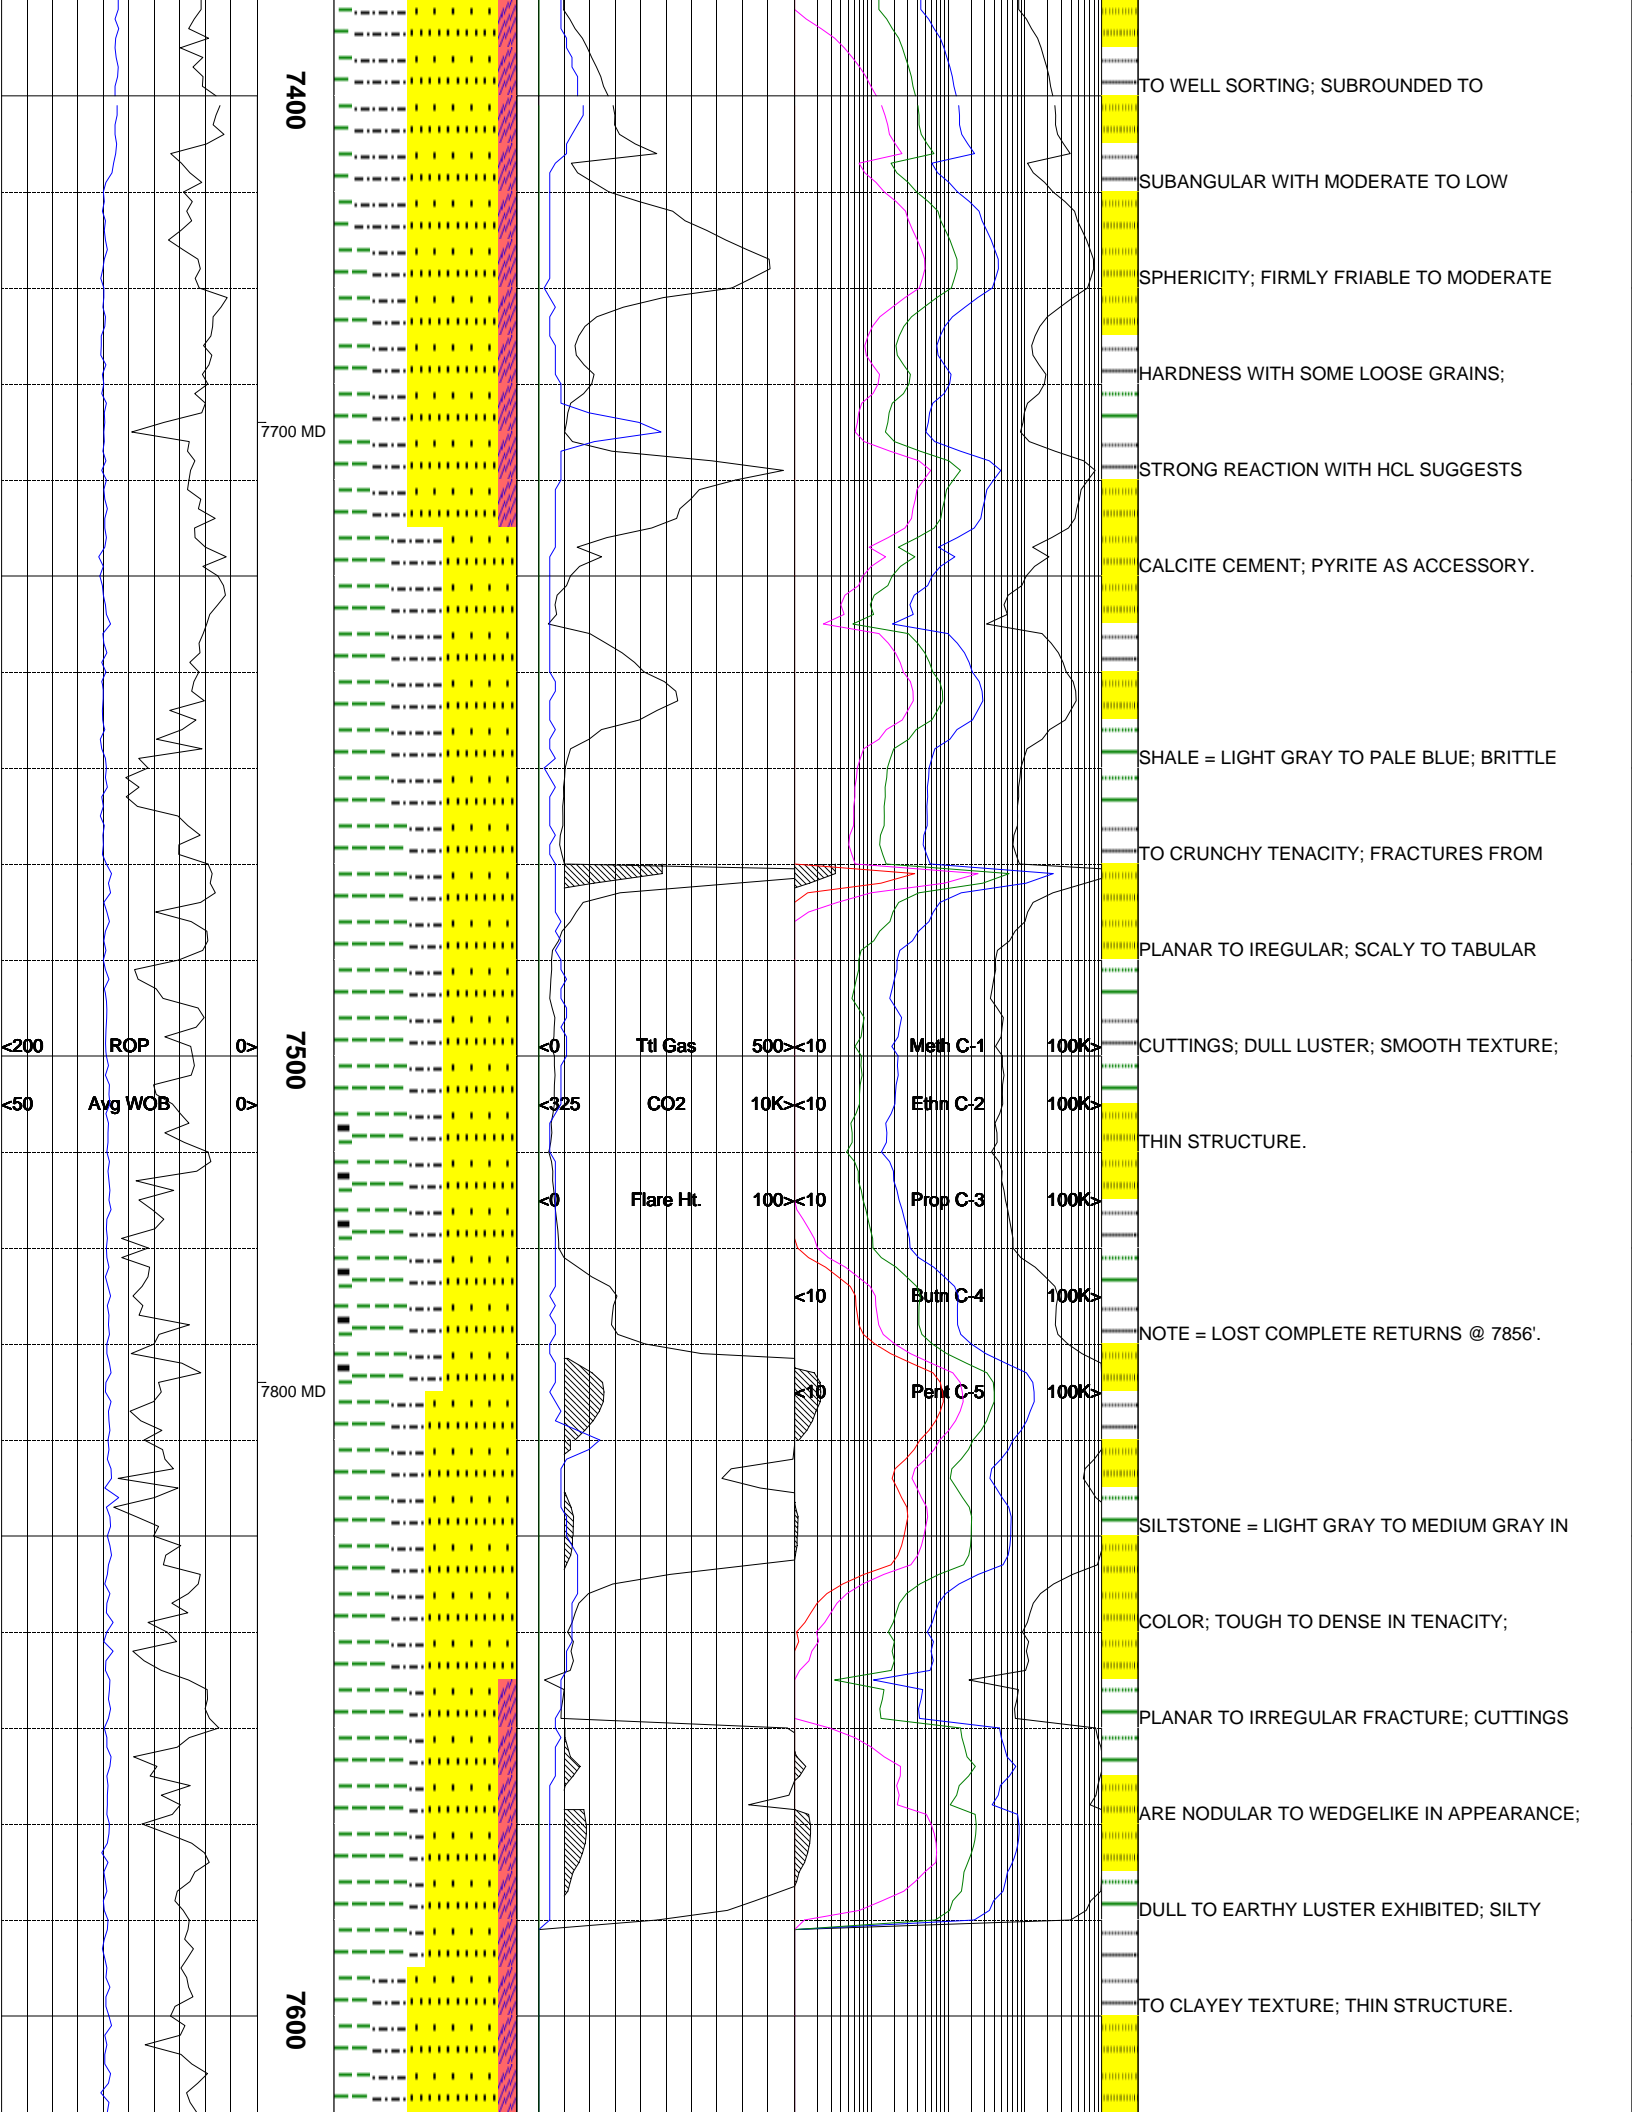 7400
TO WELL SORTING; SUBROUNDED TO
SUBANGULAR WITH MODERATE TO LOW
SPHERICITY; FIRMLY FRIABLE TO MODERATE
HARDNESS WITH SOME LOOSE GRAINS;
7700 MD
STRONG REACTION WITH HCL SUGGESTS
CALCITE CEMENT; PYRITE AS ACCESSORY.
SHALE = LIGHT GRAY TO PALE BLUE; BRITTLE
TO CRUNCHY TENACITY; FRACTURES FROM
PLANAR TO IREGULAR; SCALY TO TABULAR
<200 ROP 0> 7500 <0 Ttl Gas 500> <10 Meth C-1 100K> CUTTINGS; DULL LUSTER; SMOOTH TEXTURE;
<50 Avg WOB 0> <325 CO2 10K> <10 Ethn C-2 100K>
THIN STRUCTURE.
<0 Flare Ht. 100> <10 Prop C-3 100K>
<10 Butn C-4 100K>
NOTE = LOST COMPLETE RETURNS @ 7856'.
7800 MD <10 Pent C-5 100K>
SILTSTONE = LIGHT GRAY TO MEDIUM GRAY IN
COLOR; TOUGH TO DENSE IN TENACITY;
PLANAR TO IRREGULAR FRACTURE; CUTTINGS
ARE NODULAR TO WEDGELIKE IN APPEARANCE;
DULL TO EARTHY LUSTER EXHIBITED; SILTY
7600 TO CLAYEY TEXTURE; THIN STRUCTURE.